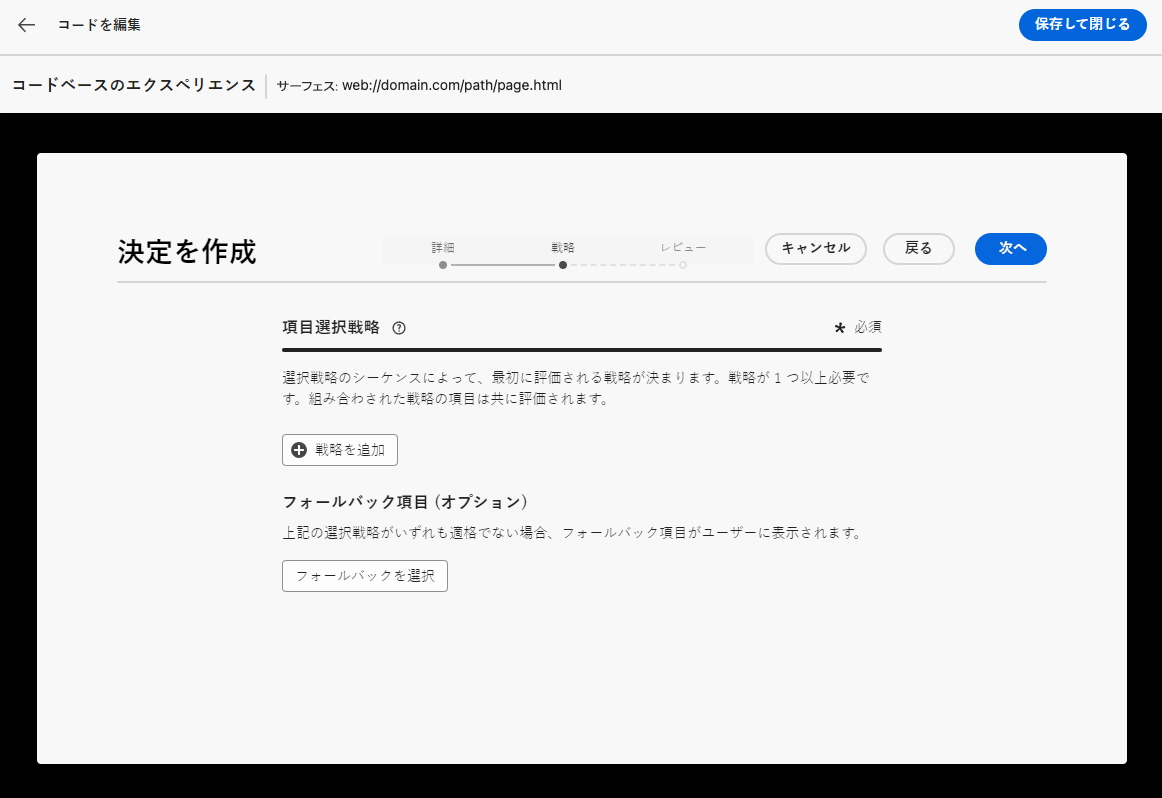 コードを編集
保存して閉じる
コードベースのエクスペリエンス サーフェス: web://domain.com/path/page.html
決定を作成
詳細 戦略 レビュー
キャンセル 戻る 次へ
項目選択戦略
* 必須
選択戦略のシーケンスによって、最初に評価される戦略が決まります。戦略が 1 つ以上必要で
す。組み合わされた戦略の項目は共に評価されます。
戦略を追加
フォールバック項目 (オプション)
上記の選択戦略がいずれも適格でない場合、フォールバック項目がユーザーに表示されます。
フォールバックを選択